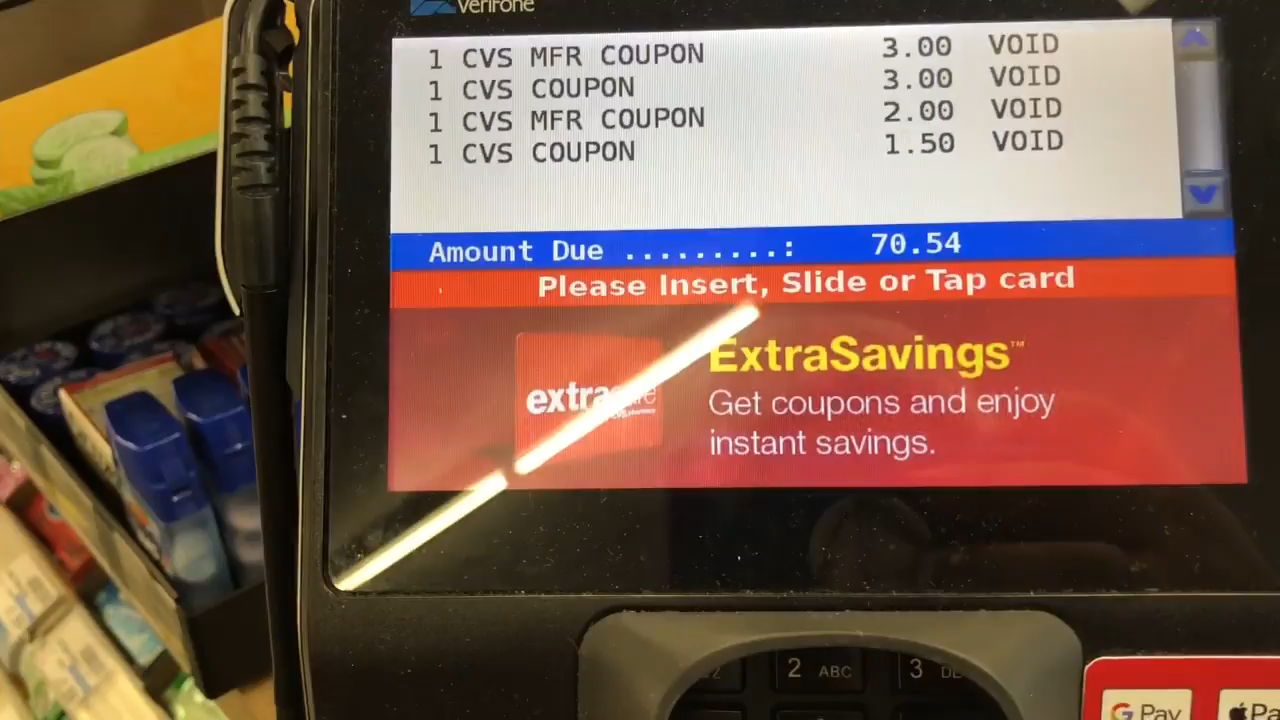 Verifone
1 CVS MFR COUPON 3.00 VOID
1 CVS COUPON 3.00 VOID
1 CVS MFR COUPON 2.00 VOID
1 CVS COUPON 1.50 VOID
Amount Due .........: 70.54
Please Insert, Slide or Tap card
ExtraSavings™
extra
Get coupons and enjoy
instant savings.
2 ABC
3
G Pay